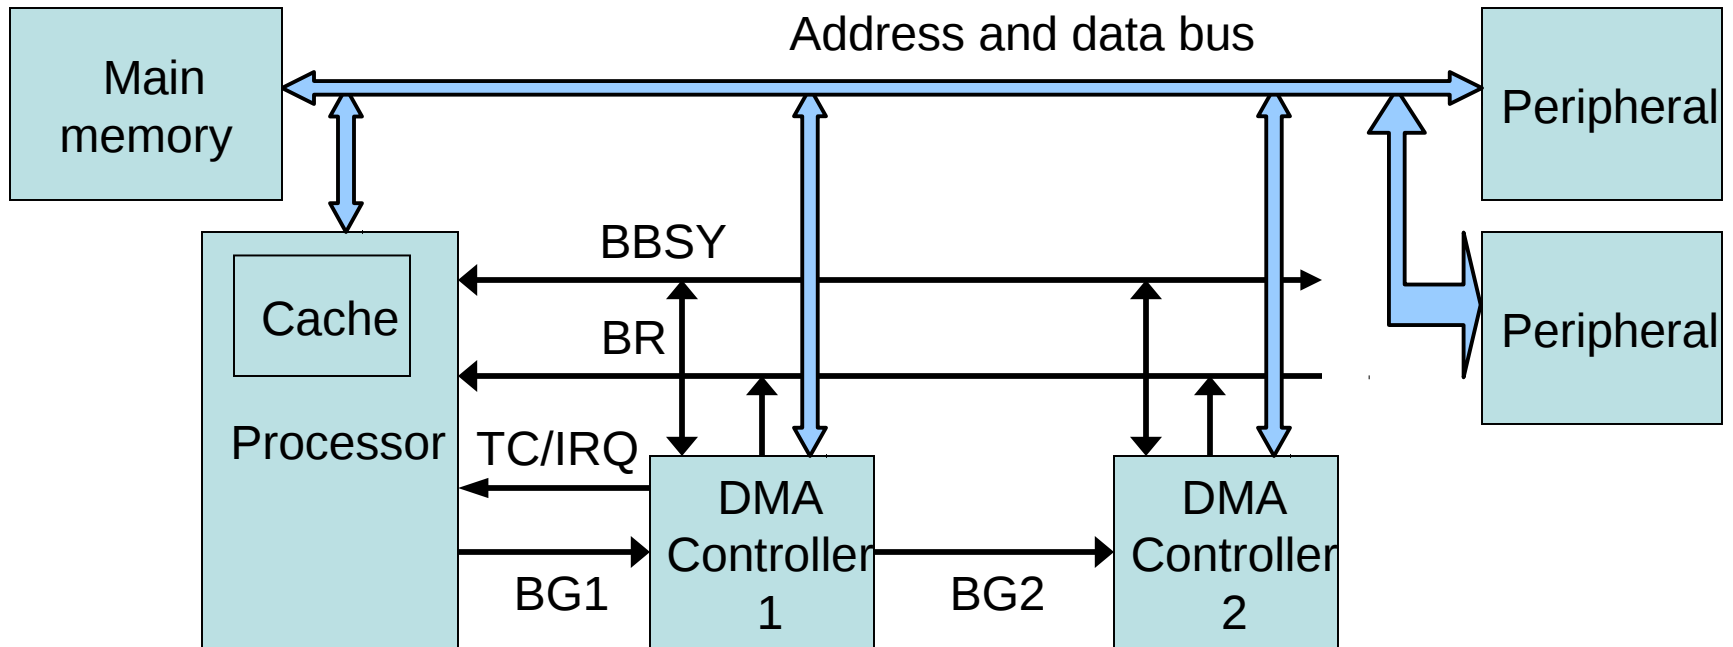 Address and data bus
Main
memory
Peripheral
BBSY
Cache
BR
Peripheral
Processor
TC/IRQ
DMA
Controller
1
DMA
Controller
2
BG1
BG2